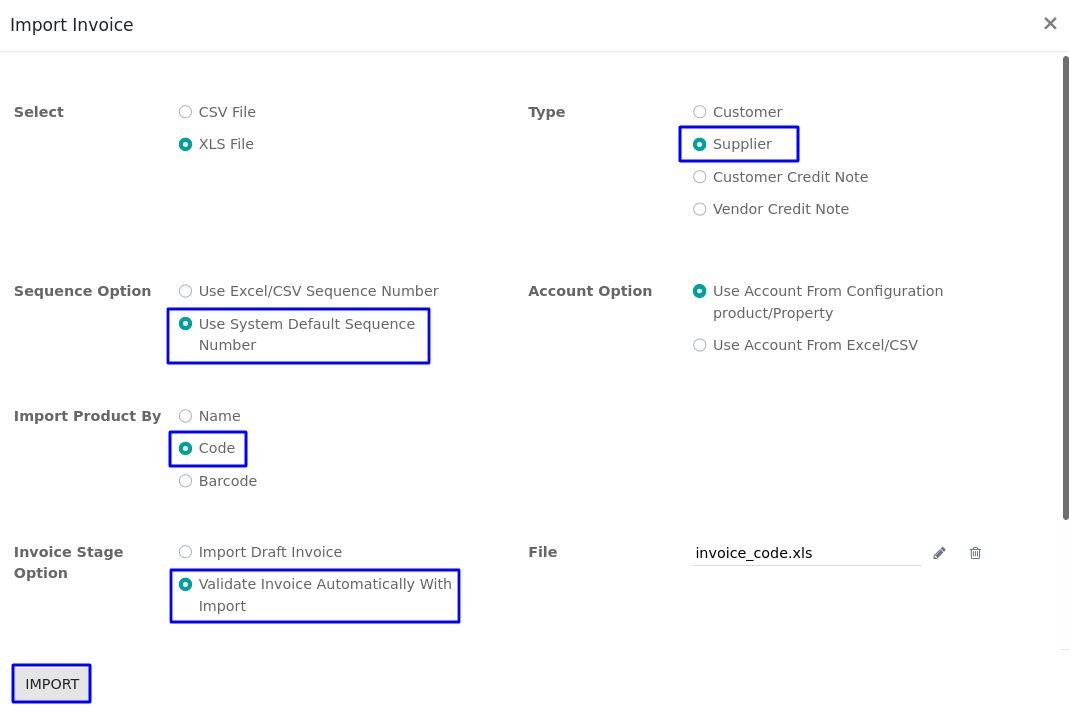 Import Invoice
×
Select
CSV File
XLS File
Type
Customer
Supplier
Customer Credit Note
Vendor Credit Note
Sequence Option
Use Excel/CSV Sequence Number
Use System Default Sequence
Number
Account Option
Use Account From Configuration
product/Property
Use Account From Excel/CSV
Import Product By
Name
Code
Barcode
Invoice Stage
Option
Import Draft Invoice
Validate Invoice Automatically With
Import
File
invoice_code.xls
IMPORT